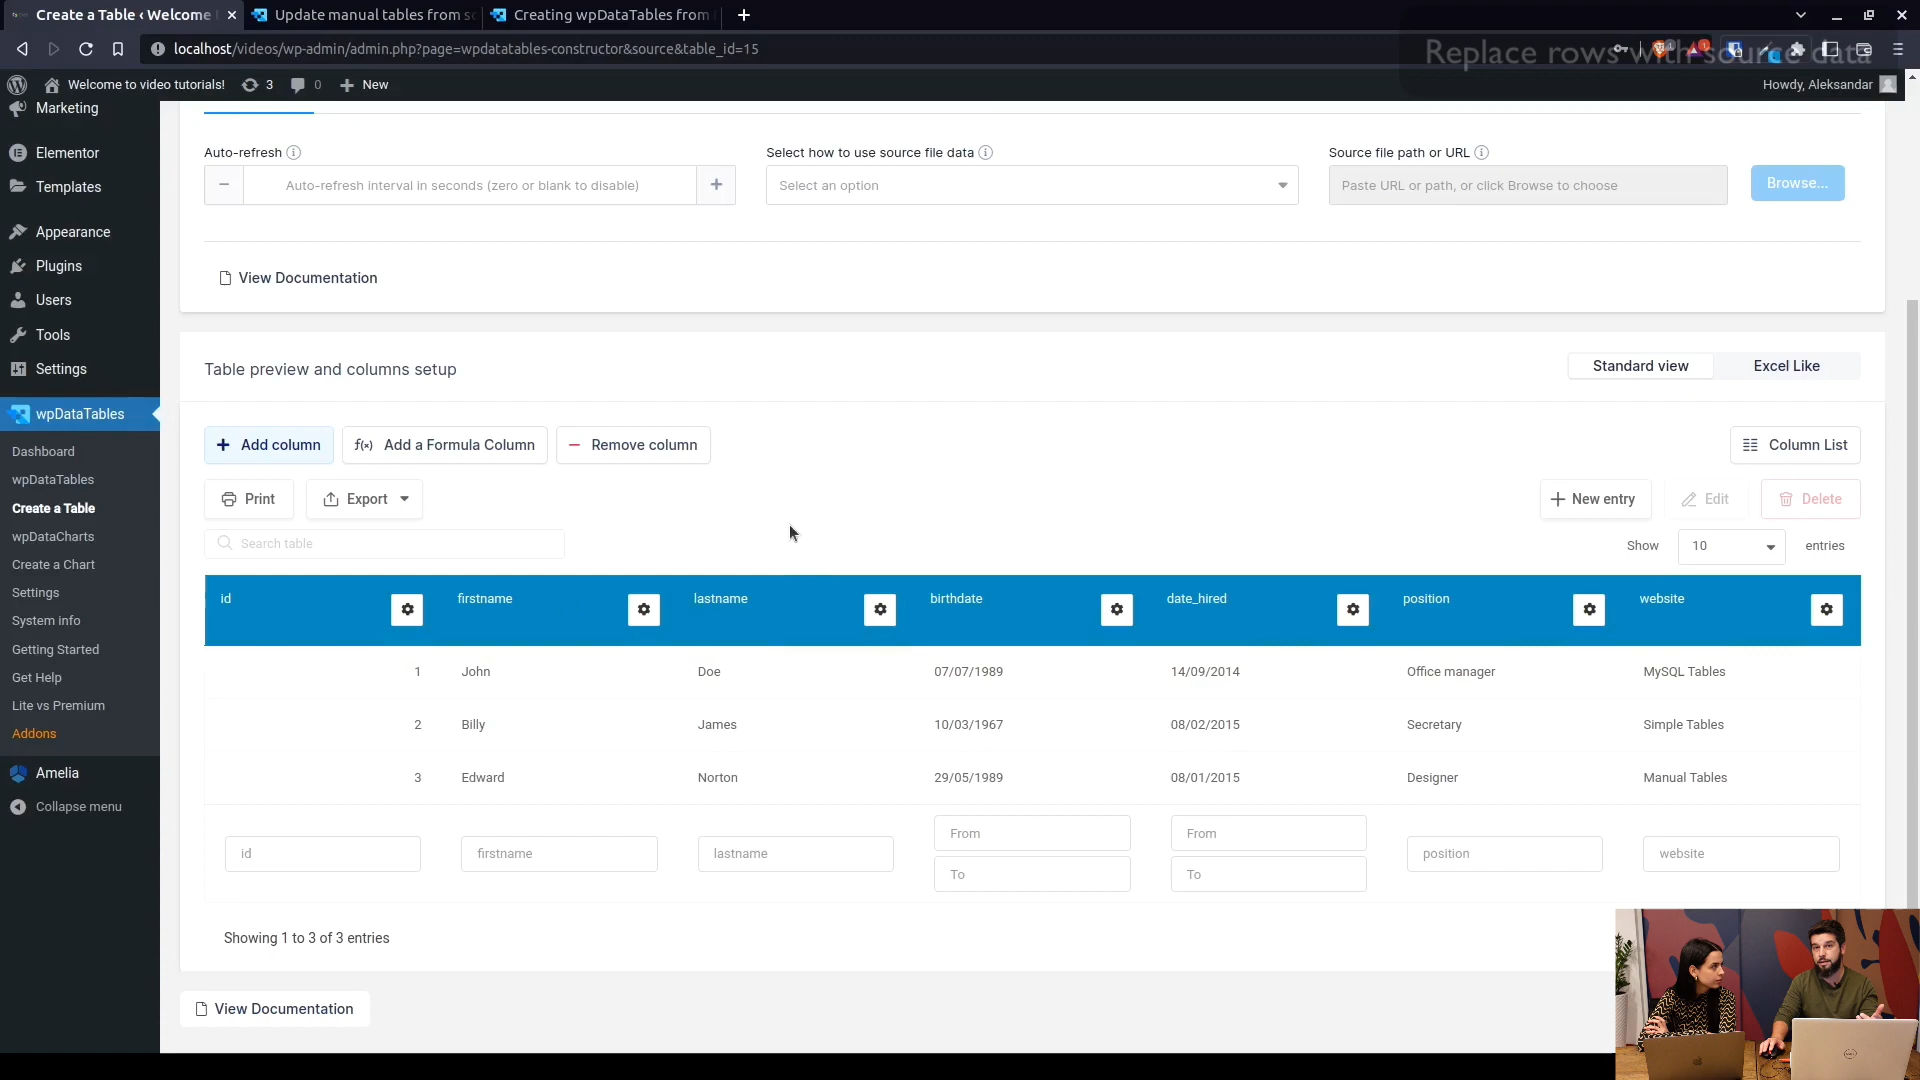 Create a Table ‹ Welcome
Update manual tables from so
Creating wpDataTables from
localhost/videos/wp-admin/admin.php?page=wpdatatables-constructor&source&table_id=15
Replace rows with source data
Welcome to video tutorials!
3
0
New
Howdy, Aleksandar
Marketing
Elementor
Templates
Appearance
Plugins
Users
Tools
Settings
wpDataTables
Dashboard
wpDataTables
Create a Table
wpDataCharts
Create a Chart
Settings
System info
Getting Started
Get Help
Lite vs Premium
Addons
Amelia
Collapse menu
Auto-refresh
Select how to use source file data
Source file path or URL
Auto-refresh interval in seconds (zero or blank to disable)
Select an option
Paste URL or path, or click Browse to choose
Browse...
View Documentation
Table preview and columns setup
Standard view
Excel Like
Add column
f(x) Add a Formula Column
Remove column
Column List
Print
Export
New entry
Edit
Delete
Search table
Show 10 entries
id firstname lastname birthdate date_hired position website
1 John Doe 07/07/1989 14/09/2014 Office manager MySQL Tables
2 Billy James 10/03/1967 08/02/2015 Secretary Simple Tables
3 Edward Norton 29/05/1989 08/01/2015 Designer Manual Tables
From From
id firstname lastname position website
To To
Showing 1 to 3 of 3 entries
View Documentation